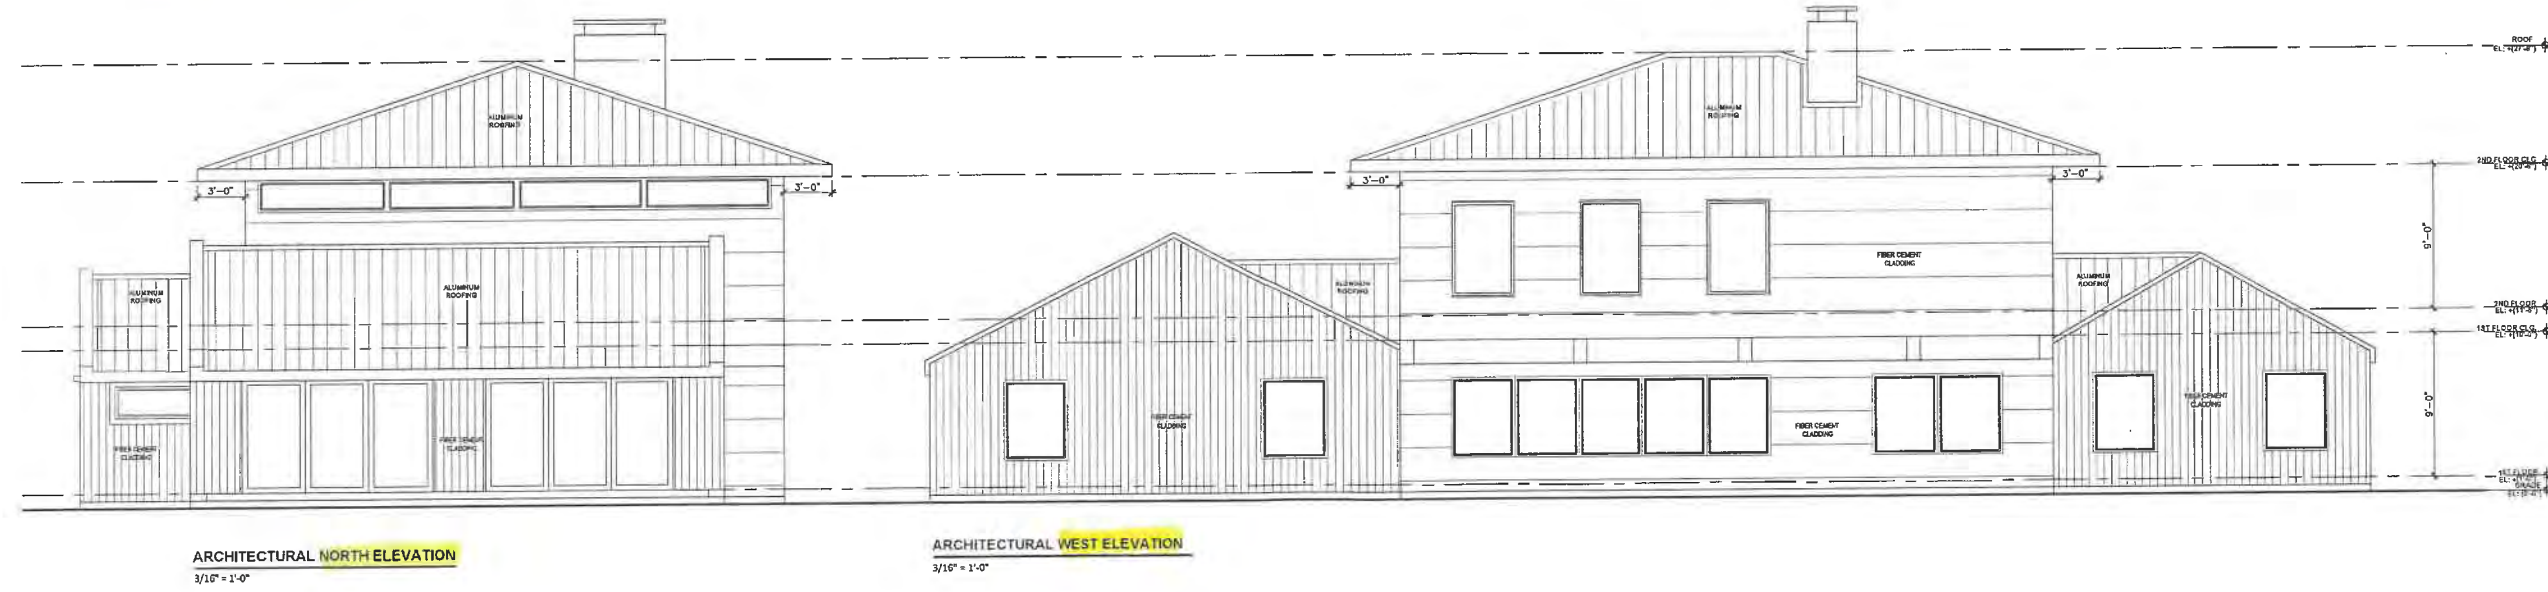 ALUMINUM
ROOFING
3'-0"
3'-0"
ALUMINUM
ROOFING
ALUMINUM
ROOFING
FIBER CEMENT
CLADDING
FIBER CEMENT
CLADDING
ARCHITECTURAL NORTH ELEVATION
3/16" = 1'-0"
ALUMINUM
ROOFING
3'-0"
3'-0"
FIBER CEMENT
CLADDING
ALUMINUM
ROOFING
ALUMINUM
ROOFING
FIBER CEMENT
CLADDING
FIBER CEMENT
CLADDING
FIBER CEMENT
CLADDING
ARCHITECTURAL WEST ELEVATION
3/16" = 1'-0"
ROOF
2ND FLOOR CLG
9'-0"
2ND FLOOR
1ST FLOOR CLG
9'-0"
1ST FLOOR
GRADE